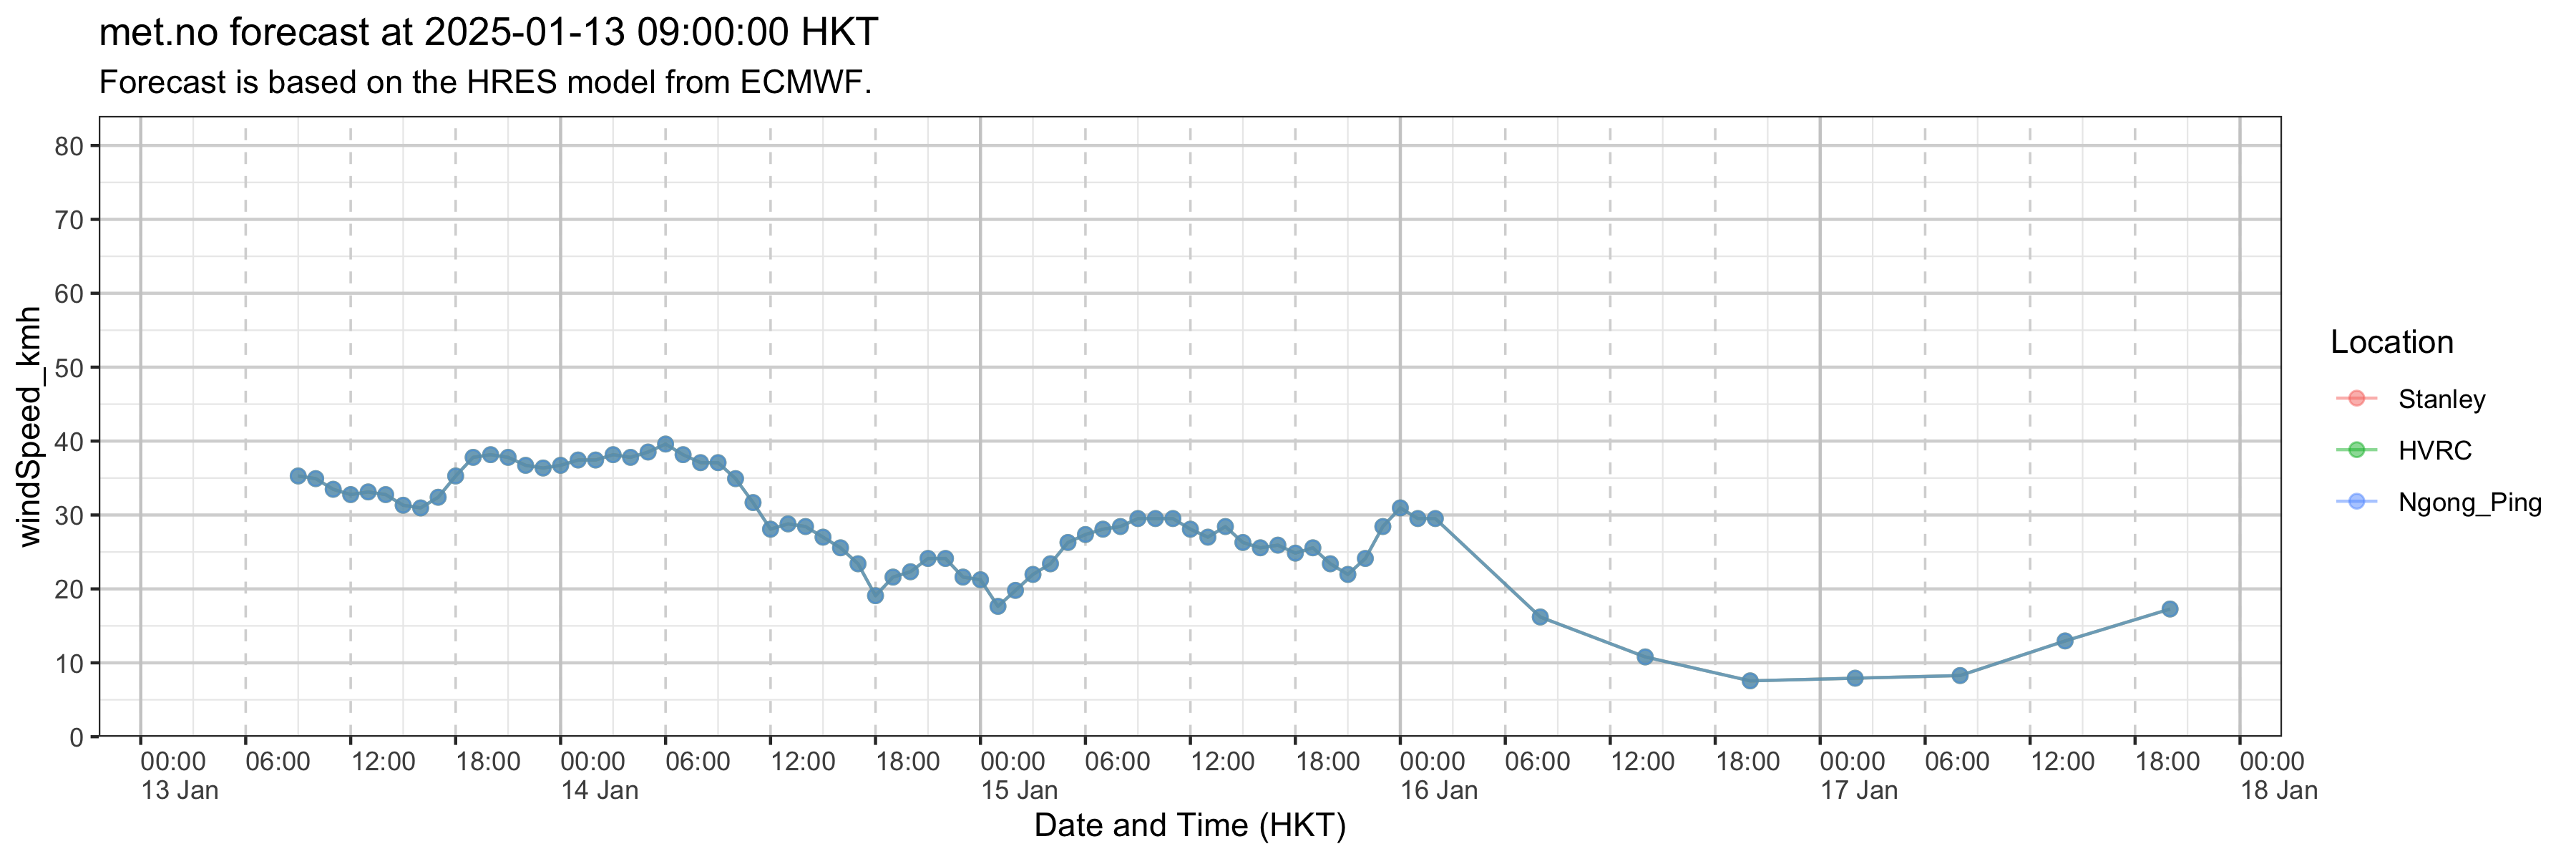 met.no forecast at 2025-01-13 09:00:00 HKT
Forecast is based on the HRES model from ECMWF.
windSpeed_kmh
80
70
60
50
40
30
20
10
0
00:00 06:00 12:00 18:00 00:00 06:00 12:00 18:00 00:00 06:00 12:00 18:00 00:00 06:00 12:00 18:00 00:00 06:00 12:00 18:00 00:00
13 Jan 14 Jan 15 Jan 16 Jan 17 Jan 18 Jan
Date and Time (HKT)
Location
Stanley
HVRC
Ngong_Ping